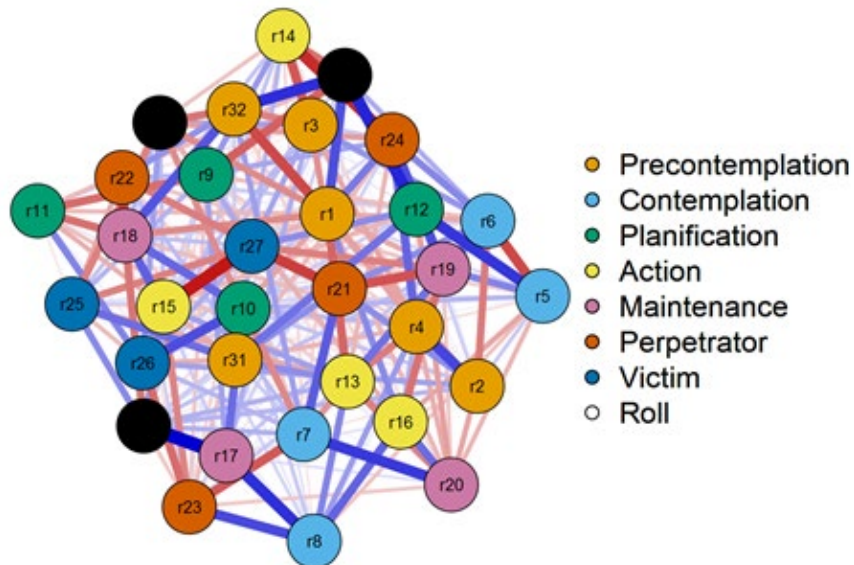 r14
r32
r3
r24
r22
r9
r11
r1
r12
r6
r18
r27
r19
r25
r15
r10
r21
r5
r4
r26
r31
r13
r2
r16
r7
r17
r20
r23
r8
Precontemplation
Contemplation
Planification
Action
Maintenance
Perpetrator
Victim
Roll